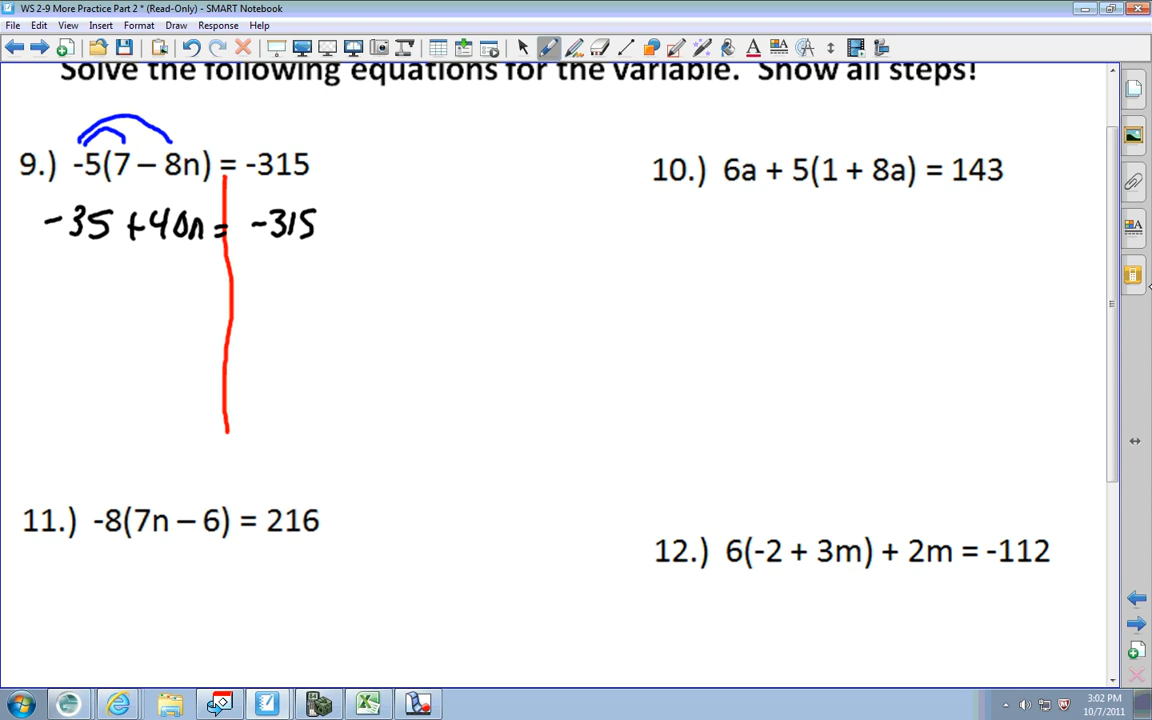 WS 2-9 More Practice Part 2 * (Read-Only) - SMART Notebook
File Edit View Insert Format Draw Response Help
Solve the following equations for the variable. Show all steps!
9.) -5(7 – 8n) = -315
-35 +40n = -315
10.) 6a + 5(1 + 8a) = 143
11.) -8(7n – 6) = 216
12.) 6(-2 + 3m) + 2m = -112
3:02 PM
10/7/2011